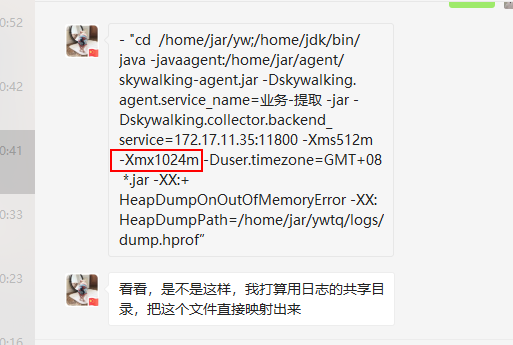 0:52
- "cd /home/jar/yw;/home/jdk/bin/
java -javaagent:/home/jar/agent/
skywalking-agent.jar -Dskywalking.
agent.service_name=业务-提取 -jar -
Dskywalking.collector.backend_
service=172.17.11.35:11800 -Xms512m
-Xmx1024m -Duser.timezone=GMT+08
*.jar -XX:+
HeapDumpOnOutOfMemoryError -XX:
HeapDumpPath=/home/jar/ywtq/logs/
dump.hprof"
0:42
0:41
0:33
0:23
看看，是不是这样，我打算用日志的共享目
录，把这个文件直接映射出来
0:16